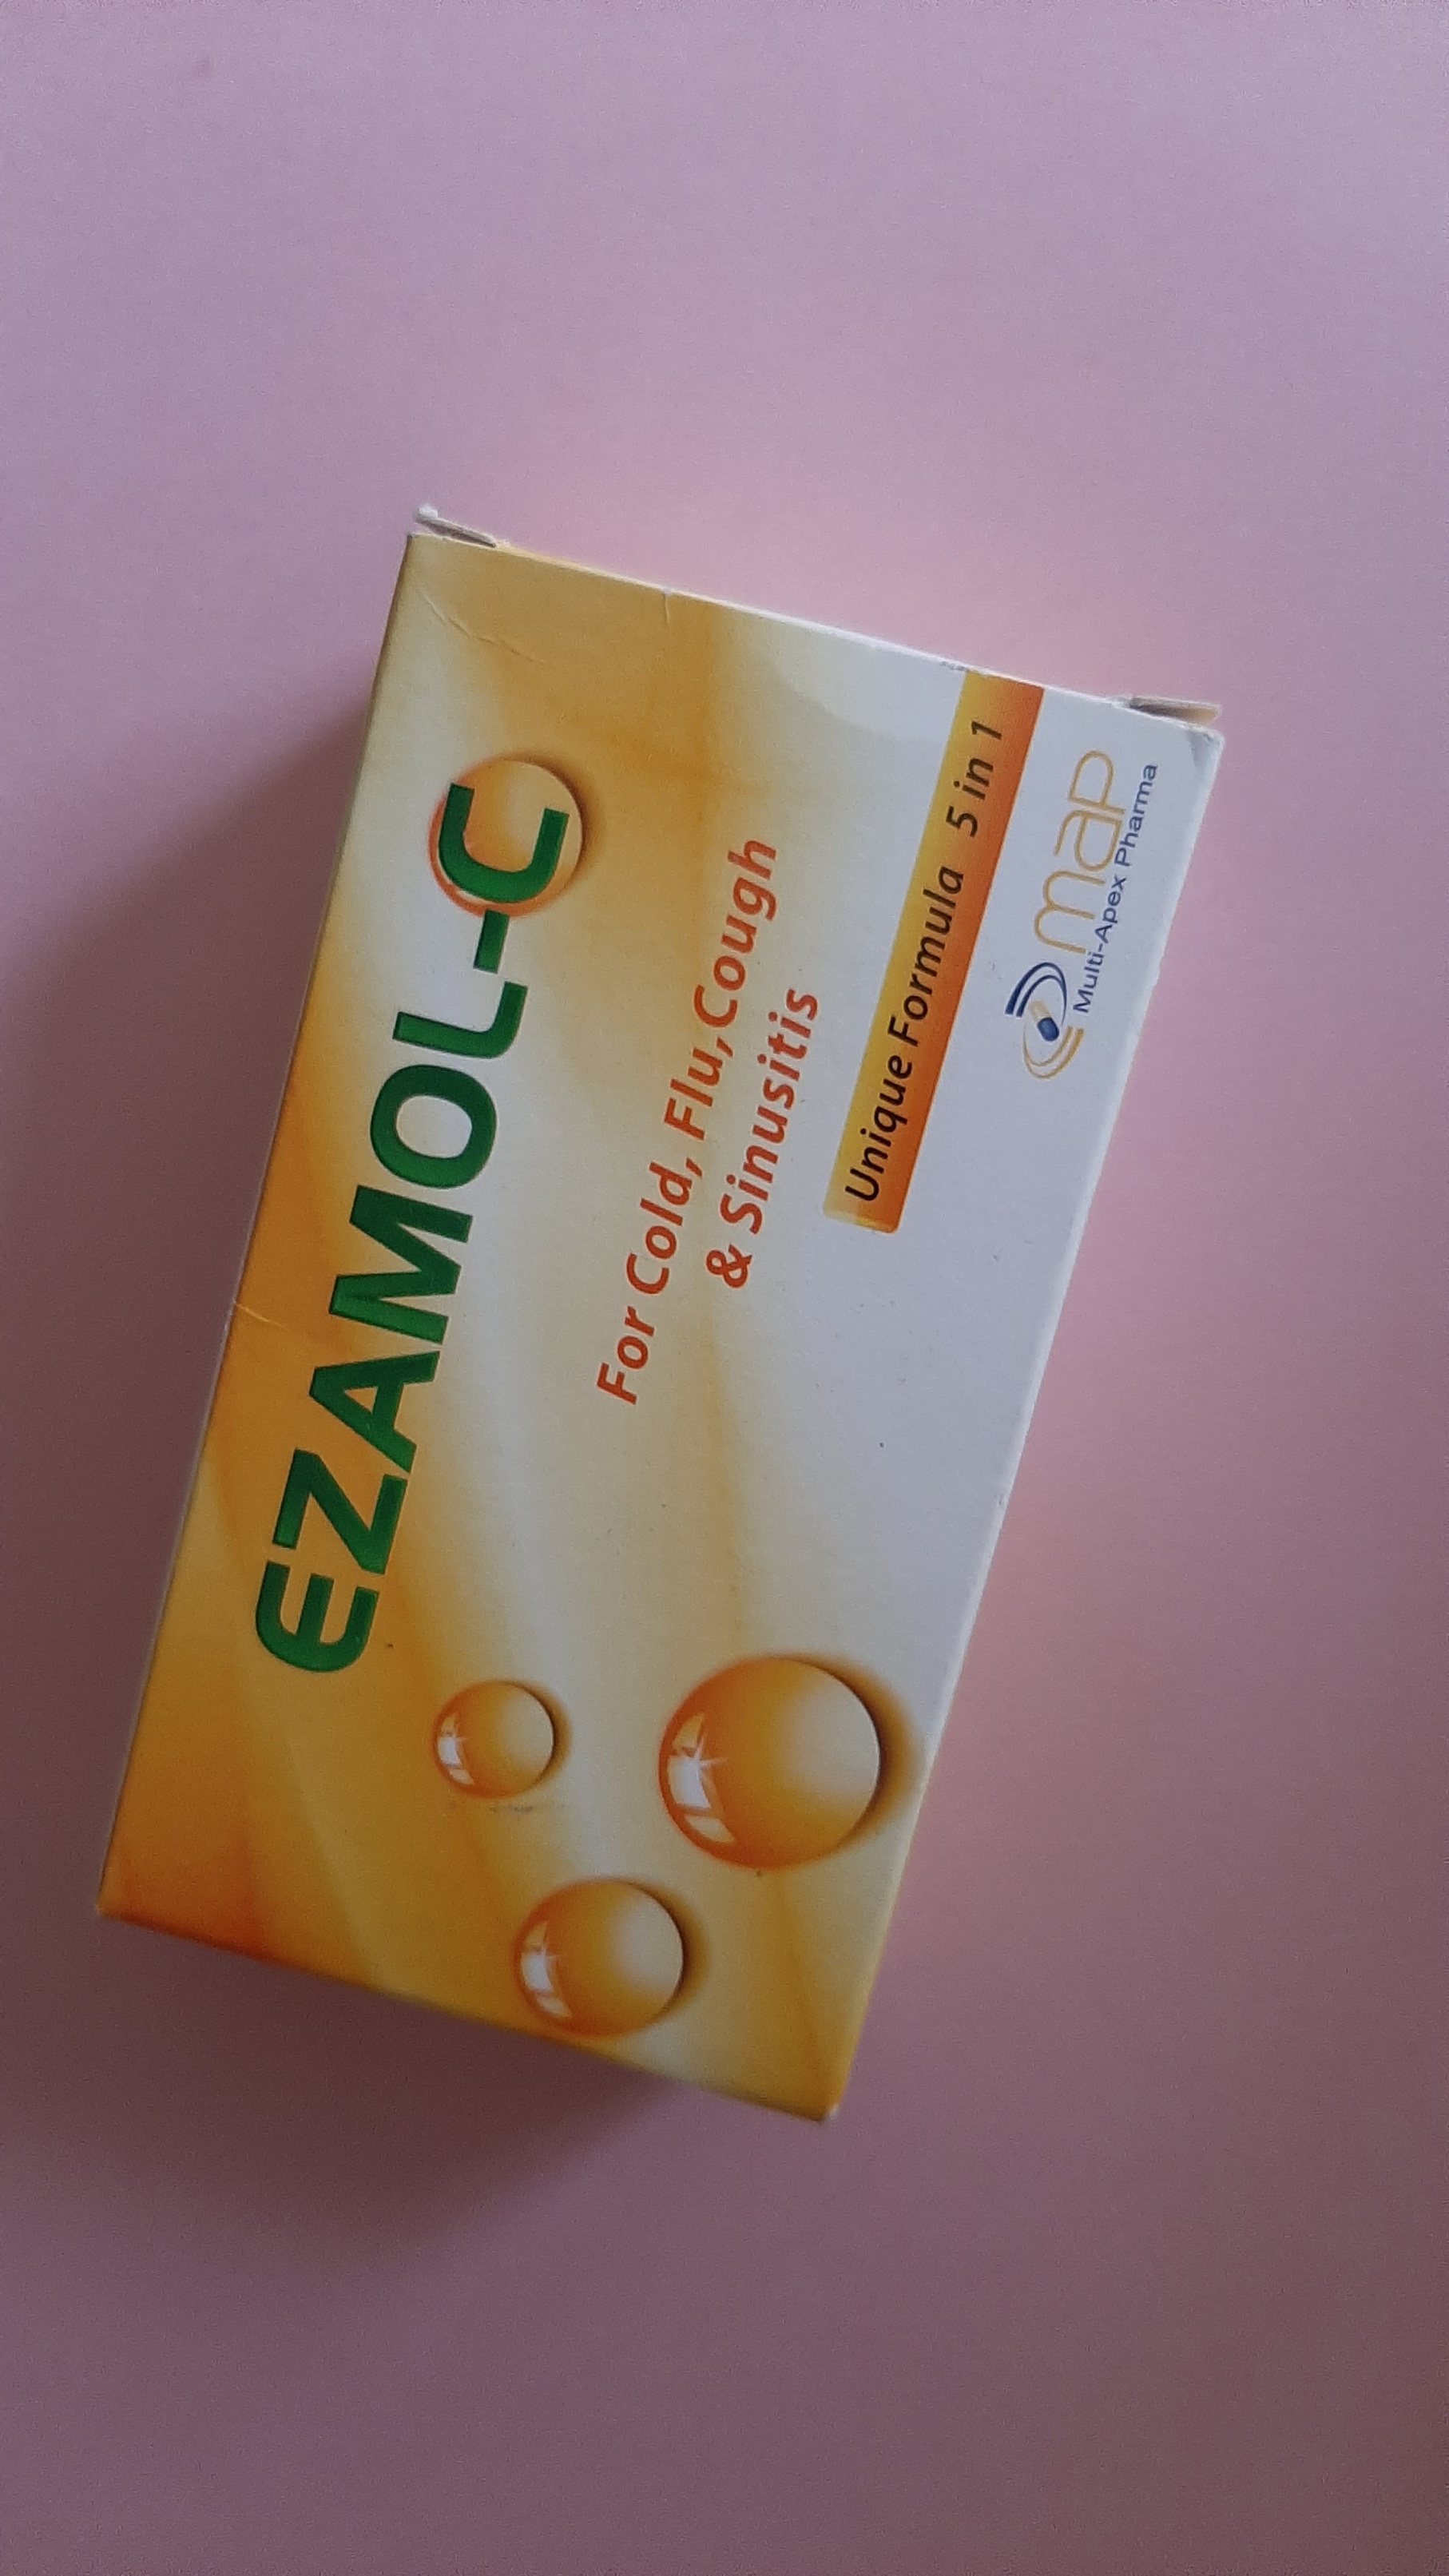 EZAMOL-C
For Cold, Flu, Cough
& Sinusitis
Unique Formula 5 in 1
map
Multi-Apex Pharma